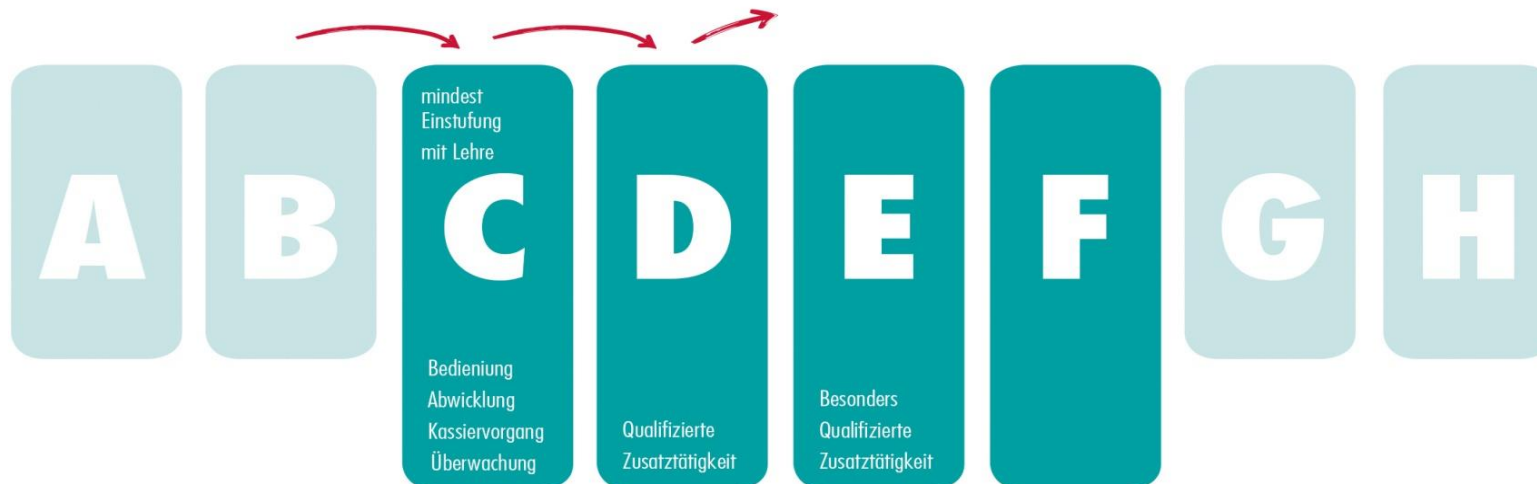 A
B
mindest
Einstufung
mit Lehre
C
Bedieniung
Abwicklung
Kassiervorgang
Überwachung
D
Qualifizierte
Zusatztätigkeit
E
Besonders
Qualifizierte
Zusatztätigkeit
F
G
H